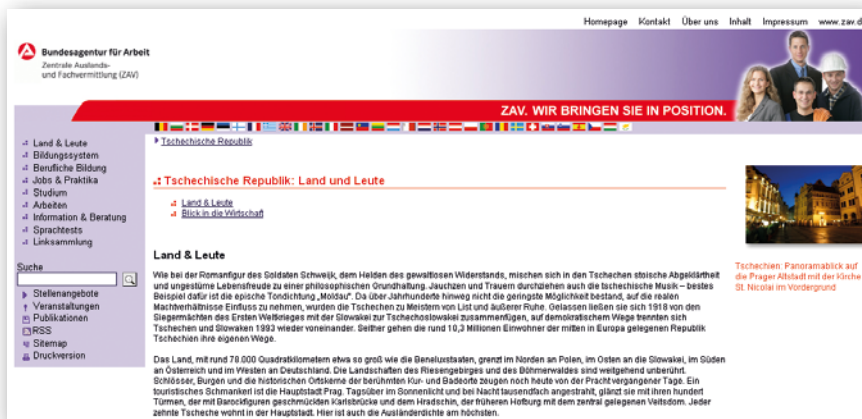 Homepage Kontakt Über uns Inhalt Impressum www.zav.d
Bundesagentur für Arbeit
Zentrale Auslands-
und Fachvermittlung (ZAV)
ZAV. WIR BRINGEN SIE IN POSITION.
Land & Leute
Bildungssystem
Berufliche Bildung
Jobs & Praktika
Studium
Arbeiten
Information & Beratung
Sprachtests
Linksammlung
Suche
Stellenangebote
Veranstaltungen
Publikationen
RSS
Sitemap
Druckversion
Tschechische Republik
Tschechische Republik: Land und Leute
Land & Leute
Blick in die Wirtschaft
Land & Leute
Wie bei der Romanfigur des Soldaten Schwejk, dem Helden des gewaltlosen Widerstands, mischen sich in den Tschechen stoische Abgeklärtheit
und ungestüme Lebensfreude zu einer philosophischen Grundhaltung. Jauchzen und Trauern durchziehen auch die tschechische Musik – bestes
Beispiel dafür ist die epische Tondichtung „Moldau". Da über Jahrhunderte hinweg nicht die geringste Möglichkeit bestand, auf die realen
Machtverhältnisse Einfluss zu nehmen, wurden die Tschechen zu Meistern von List und äußerer Ruhe. Gelassen ließen sie sich 1918 von den
Siegermächten des Ersten Weltkrieges mit der Slowakei zur Tschechoslowakei zusammenfügen, auf demokratischem Wege trennten sich
Tschechen und Slowaken 1993 wieder voneinander. Seither gehen die rund 10,3 Millionen Einwohner der mitten in Europa gelegenen Republik
Tschechien ihre eigenen Wege.
Das Land, mit rund 78.000 Quadratkilometern etwa so groß wie die Beneluxstaaten, grenzt im Norden an Polen, im Osten an die Slowakei, im Süden
an Österreich und im Westen an Deutschland. Die Landschaften des Riesengebirges und des Böhmerwaldes sind weitgehend unberührt.
Schlösser, Burgen und die historischen Ortskerne der berühmten Kur- und Badeorte zeugen noch heute von der Pracht vergangener Tage. Ein
touristisches Schmankerl ist die Hauptstadt Prag. Tagsüber im Sonnenlicht und bei Nacht tausendfach angestrahlt, glänzt sie mit ihren hundert
Türmen, der mit Barockfiguren geschmückten Karlsbrücke und dem Hradschin, der früheren Hofburg mit dem zentral gelegenen Veitsdom. Jeder
zehnte Tscheche wohnt in der Hauptstadt. Hier ist auch die Ausländerdichte am höchsten.
Tschechien: Panoramablick auf
die Prager Altstadt mit der Kirche
St. Nicolai im Vordergrund